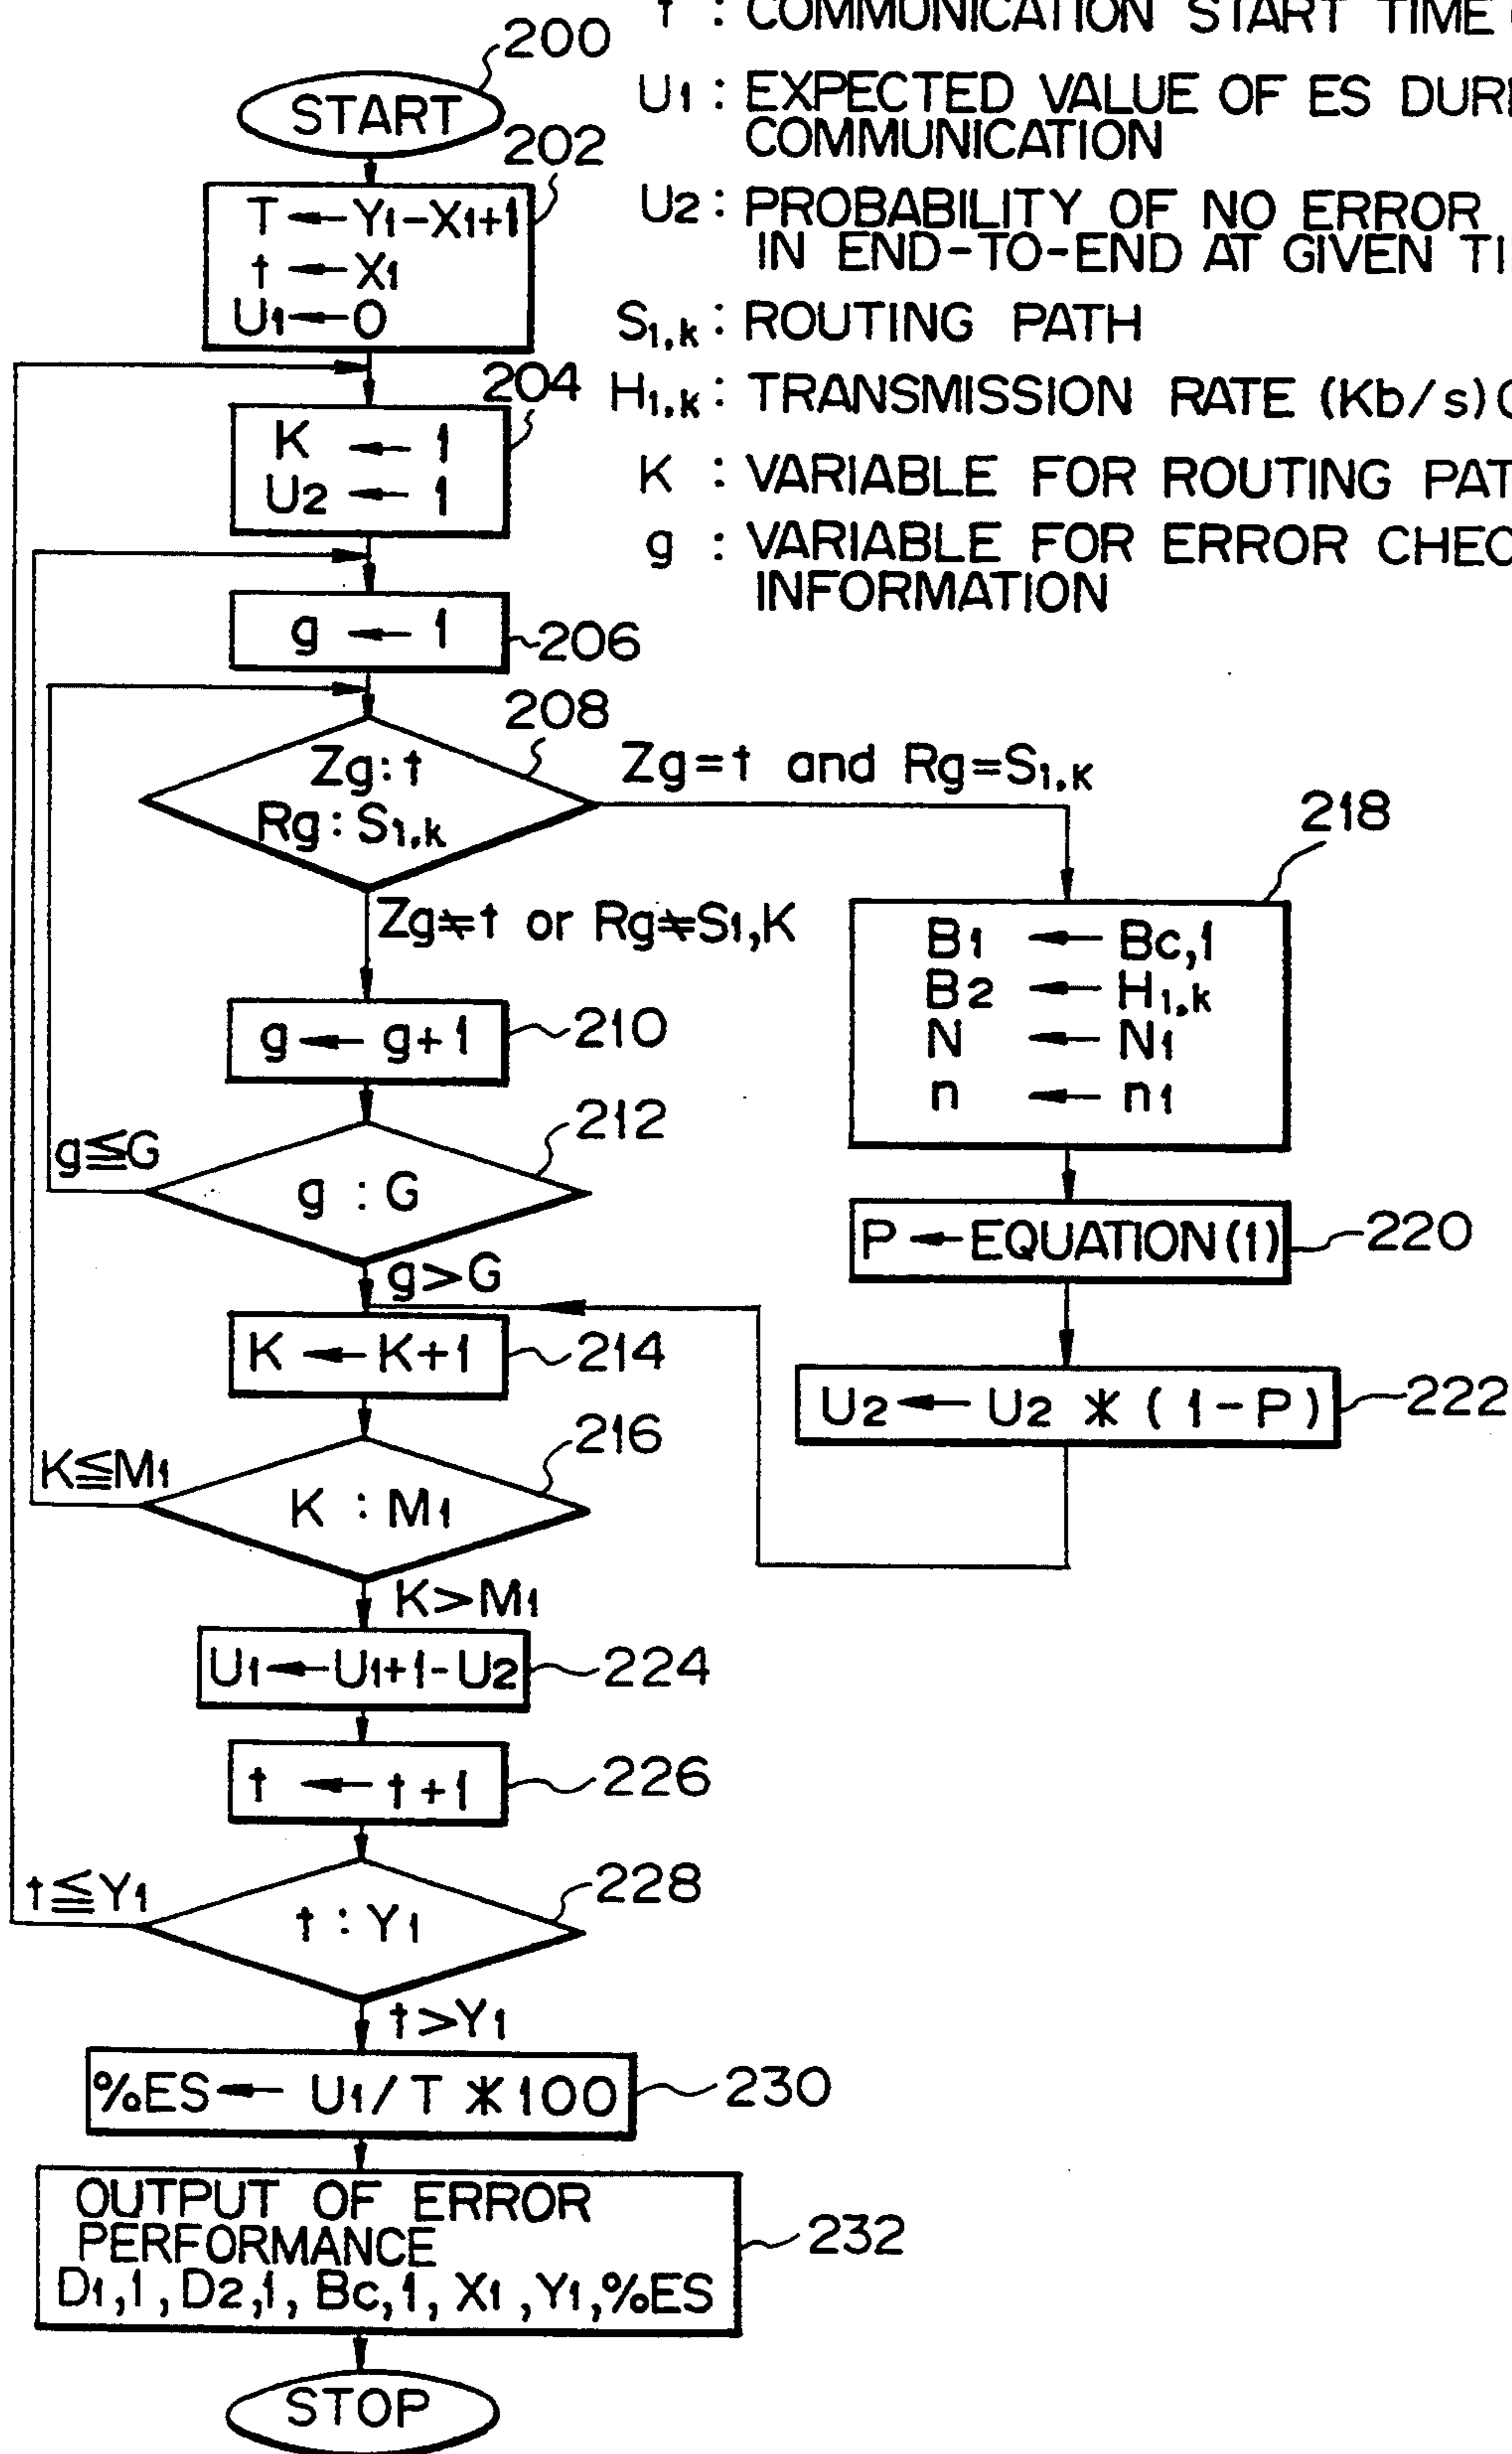 † : COMMUNICATION START TIME
U1 : EXPECTED VALUE OF ES
COMMUNICATION
U2 : PROBABILITY OF NO ERROR
IN END-TO-END AT GIVEN
S1,k : ROUTING PATH
H1,k : TRANSMISSION RATE (Kb/s)
K : VARIABLE FOR ROUTING
g : VARIABLE FOR ERROR
INFORMATION
200
START
202
T ← Y1-X1+1
t ← X1
U1 ← 0
204
K ← 1
U2 ← 1
g ← 1
206
208
Zg : t
Rg : S1,k
Zg=t and Rg=S1,K
Zg≠t or Rg≠S1,K
218
B1 ← Bc,1
B2 ← H1,k
N ← N1
n ← n1
g ← g+1
210
212
g≦G
g : G
P ← EQUATION(1)
220
g>G
K ← K+1
214
U2 ← U2 * (1-P)
222
216
K≦M1
K : M1
K>M1
U1 ← U1+1-U2
224
t ← t+1
226
228
t≦Y1
t : Y1
t>Y1
%ES ← U1/T *100
230
OUTPUT OF ERROR
PERFORMANCE
D1,1, D2,1, Bc,1, X1, Y1, %ES
232
STOP